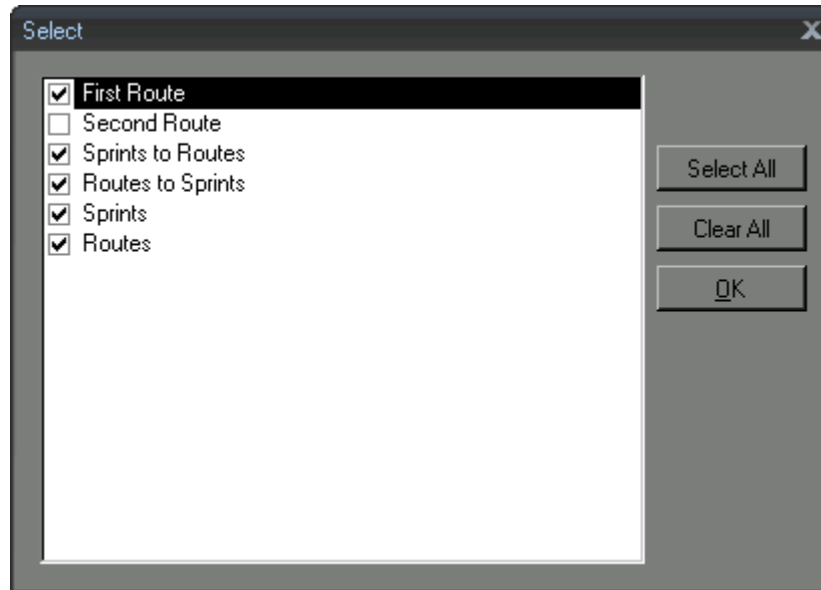 Select
First Route
Second Route
Sprints to Routes
Routes to Sprints
Sprints
Routes
Select All
Clear All
OK